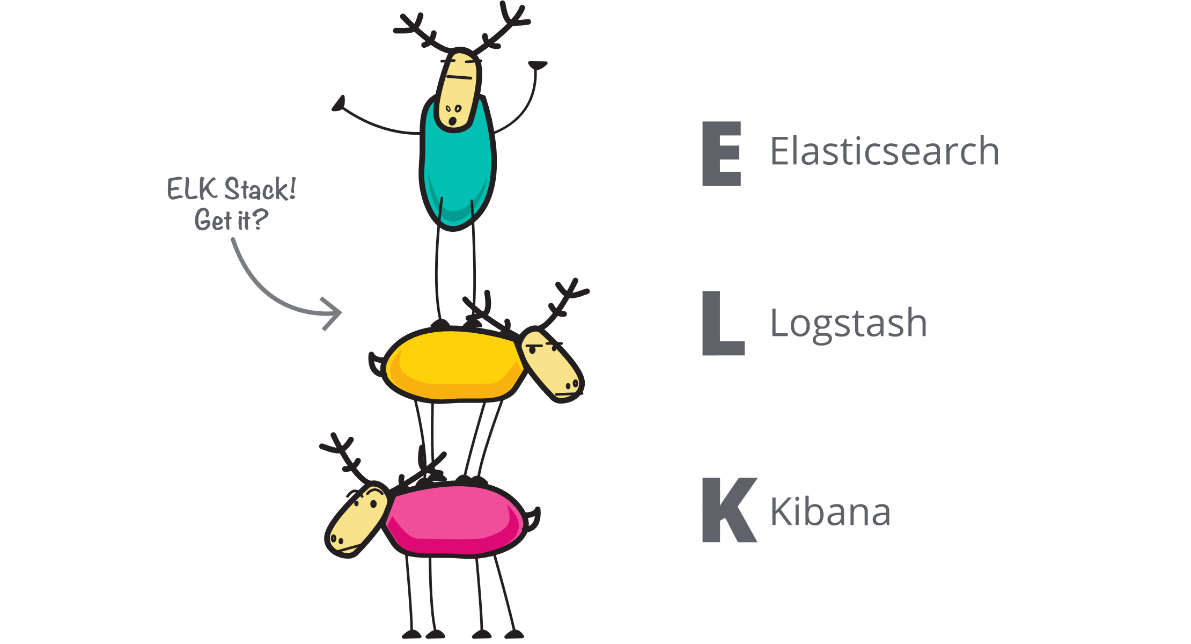 ELK Stack!
Get it?
E Elasticsearch
L Logstash
K Kibana